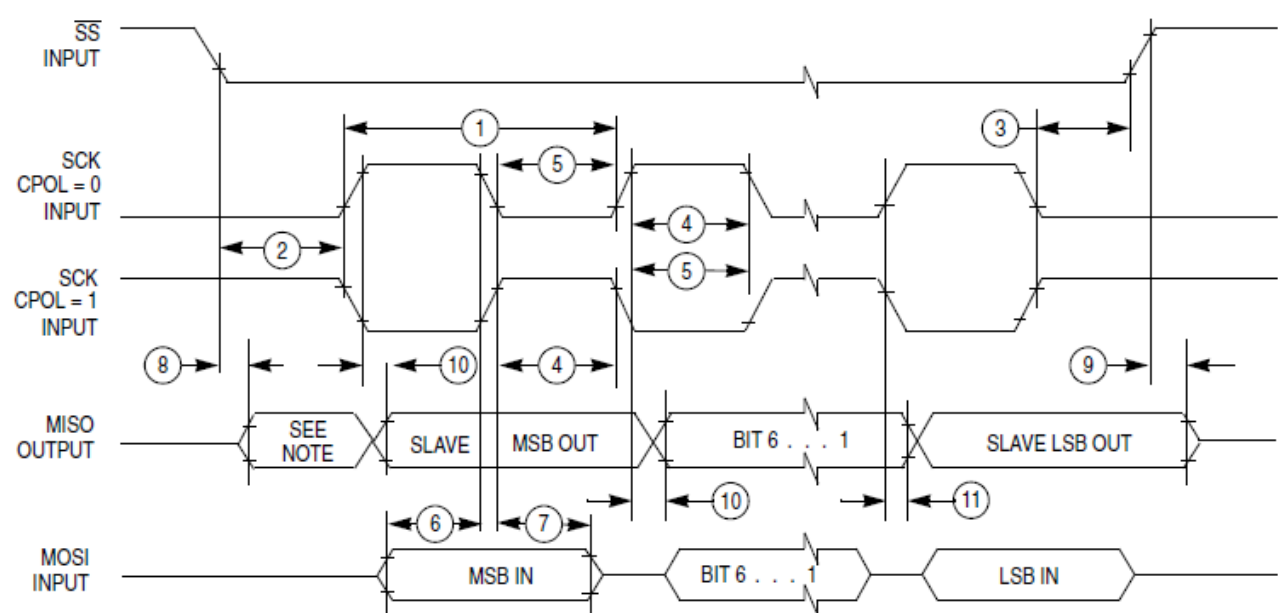 SS
INPUT
1
3
SCK
CPOL = 0
INPUT
5
4
2
SCK
CPOL = 1
INPUT
5
8
10
4
9
MISO
OUTPUT
SEE
NOTE
SLAVE
MSB OUT
BIT 6 . . . 1
SLAVE LSB OUT
10
11
6
7
MOSI
INPUT
MSB IN
BIT 6 . . . 1
LSB IN